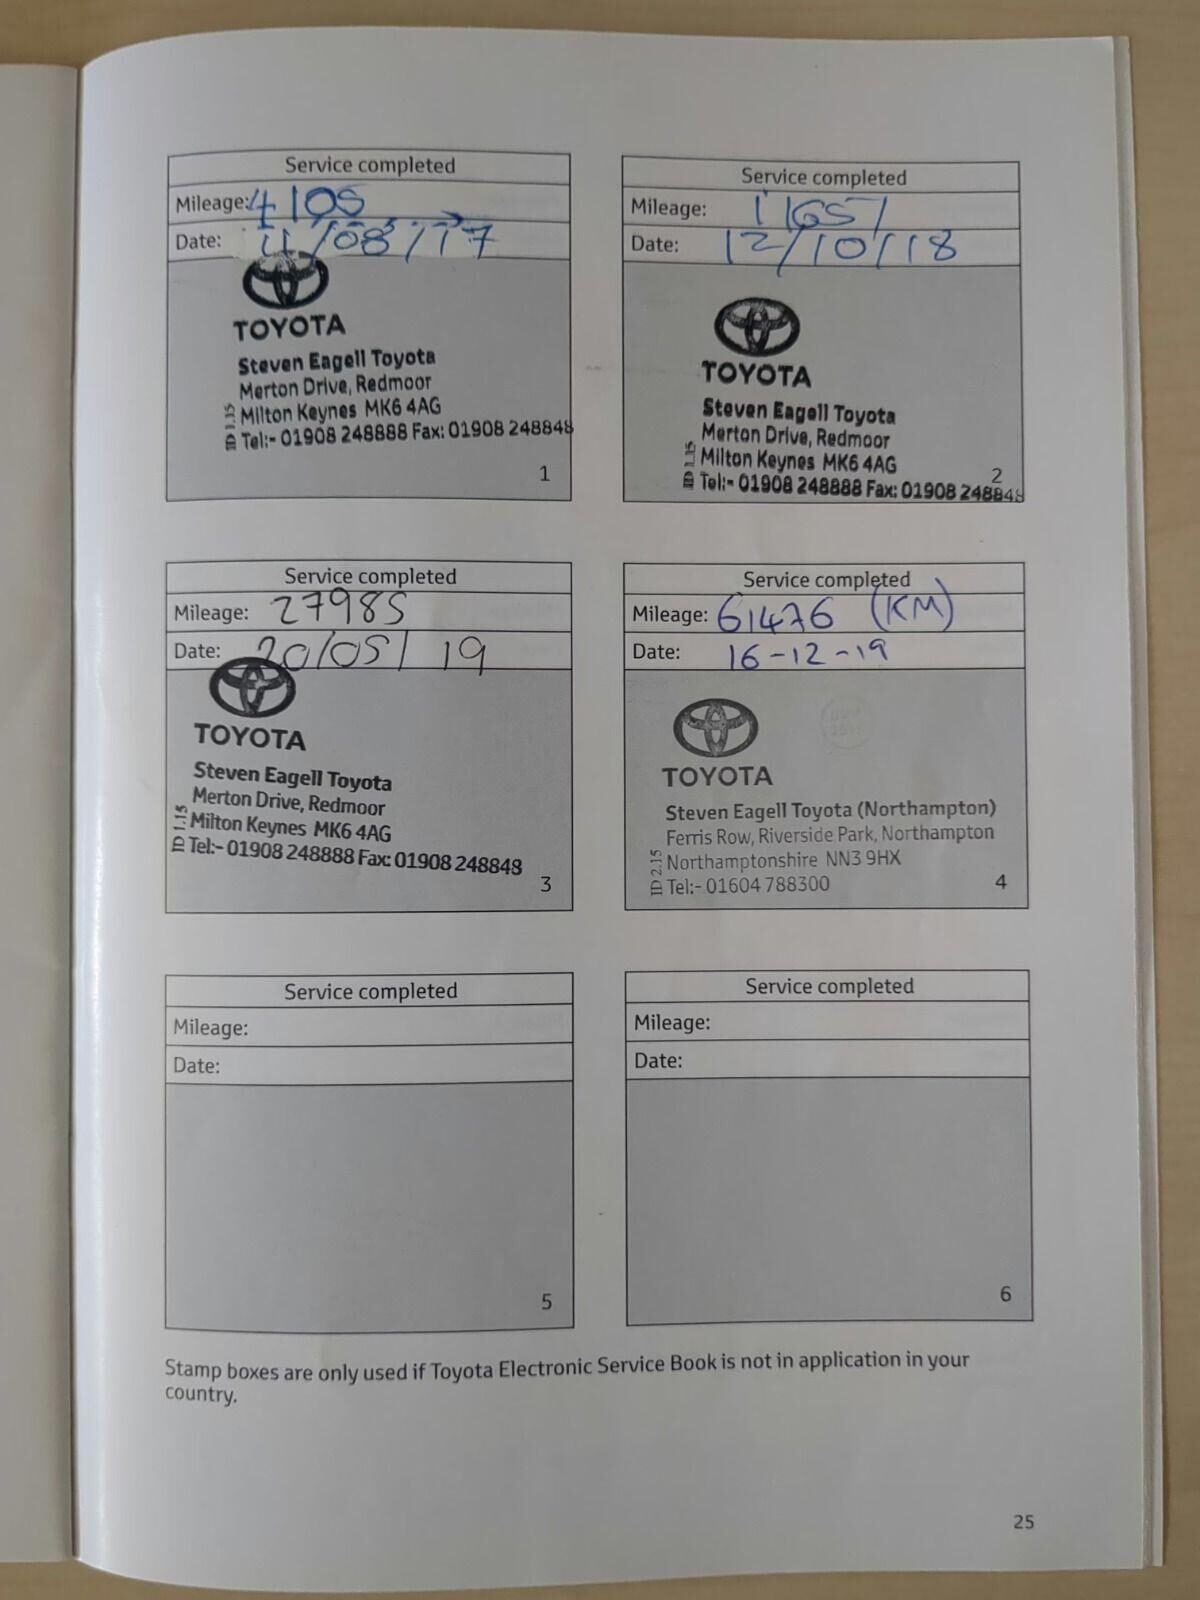 Service completed
Mileage: 4105
Date: 11/08/17
TOYOTA
Steven Eagell Toyota
Merton Drive, Redmoor
Milton Keynes MK6 4AG
Tel:- 01908 248888 Fax: 01908 248848
ID 1.15
1
Service completed
Mileage: 11657
Date: 12/10/18
TOYOTA
Steven Eagell Toyota
Merton Drive, Redmoor
Milton Keynes MK6 4AG
Tel:- 01908 248888 Fax: 01908 248848
ID 1.15
2
Service completed
Mileage: 27985
Date: 20/05/19
TOYOTA
Steven Eagell Toyota
Merton Drive, Redmoor
Milton Keynes MK6 4AG
Tel:- 01908 248888 Fax: 01908 248848
ID 1.15
3
Service completed
Mileage: 61476 (KM)
Date: 16-12-19
TOYOTA
Steven Eagell Toyota (Northampton)
Ferris Row, Riverside Park, Northampton
Northamptonshire NN3 9HX
Tel:- 01604 788300
ID 2.15
4
Service completed
Mileage:
Date:
5
Service completed
Mileage:
Date:
6
Stamp boxes are only used if Toyota Electronic Service Book is not in application in your
country.
25